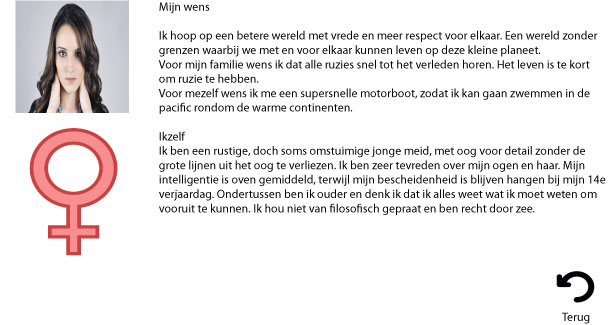 Mijn wens
Ik hoop op een betere wereld met vrede en meer respect voor elkaar. Een wereld zonder
grenzen waarbij we met en voor elkaar kunnen leven op deze kleine planeet.
Voor mijn familie wens ik dat alle ruzies snel tot het verleden horen. Het leven is te kort
om ruzie te hebben.
Voor mezelf wens ik me een supersnelle motorboot, zodat ik kan gaan zwemmen in de
pacific rondom de warme continenten.
Ikzelf
Ik ben een rustige, doch soms omstuimige jonge meid, met oog voor detail zonder de
grote lijnen uit het oog te verliezen. Ik ben zeer tevreden over mijn ogen en haar. Mijn
intelligentie is oven gemiddeld, terwijl mijn bescheidenheid is blijven hangen bij mijn 14e
verjaardag. Ondertussen ben ik ouder en denk ik dat ik alles weet wat ik moet weten om
vooruit te kunnen. Ik hou niet van filosofisch gepraat en ben recht door zee.
Terug